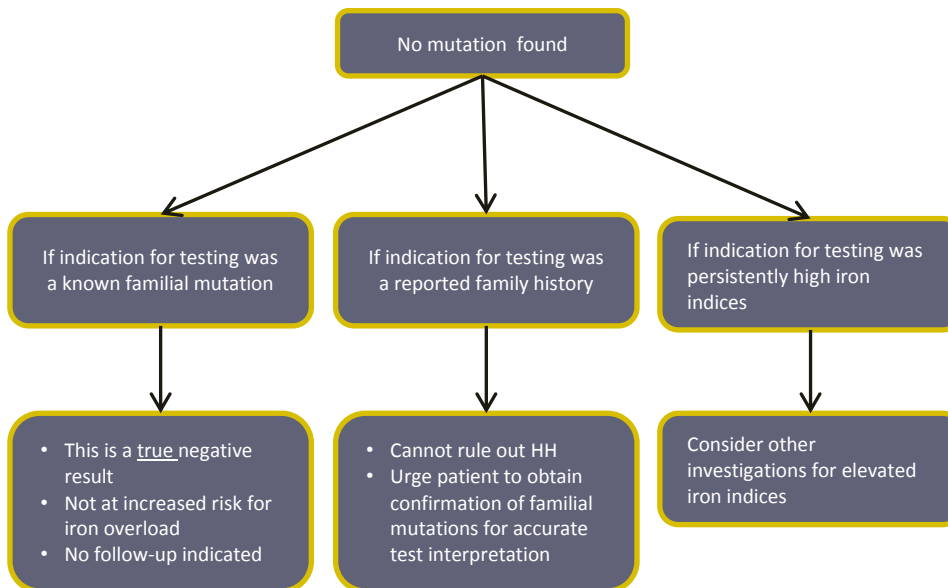 No mutation found
If indication for testing was
a known familial mutation
If indication for testing was
a reported family history
If indication for testing was
persistently high iron
indices
• This is a true negative
result
• Not at increased risk for
iron overload
• No follow-up indicated
• Cannot rule out HH
• Urge patient to obtain
confirmation of familial
mutations for accurate
test interpretation
Consider other
investigations for elevated
iron indices